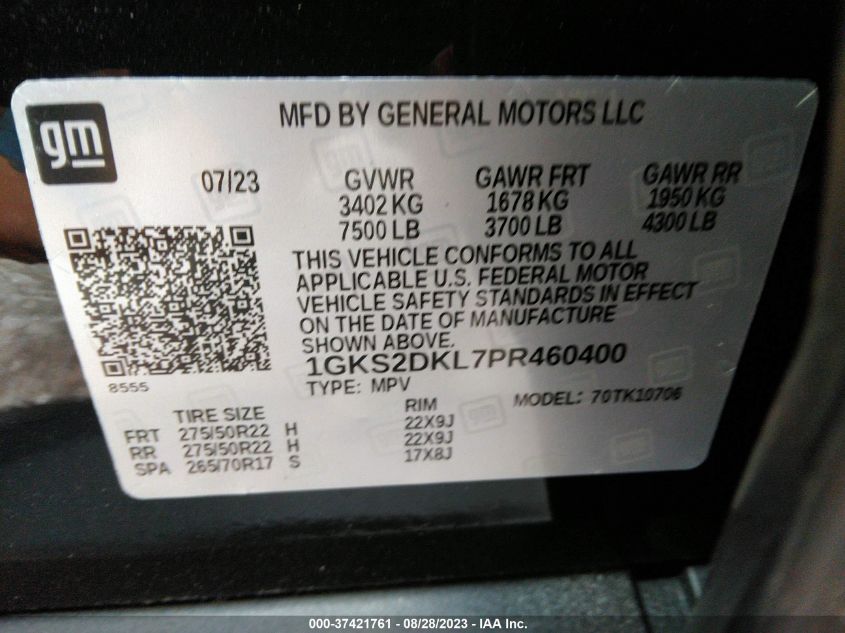 gm
MFD BY GENERAL MOTORS LLC
07/23 GVWR GAWR FRT GAWR RR
3402 KG 1678 KG 1950 KG
7500 LB 3700 LB 4300 LB
THIS VEHICLE CONFORMS TO ALL
APPLICABLE U.S. FEDERAL MOTOR
VEHICLE SAFETY STANDARDS IN EFFECT
ON THE DATE OF MANUFACTURE
SHOWN ABOVE.
1GKS2DKL7PR460400
8555
TYPE: MPV MODEL: 70TK10706
TIRE SIZE RIM
FRT 275/50R22 H 22X9J
RR 275/50R22 H 22X9J
SPA 265/70R17 S 17X8J
000-37421761 - 08/28/2023 - IAA Inc.